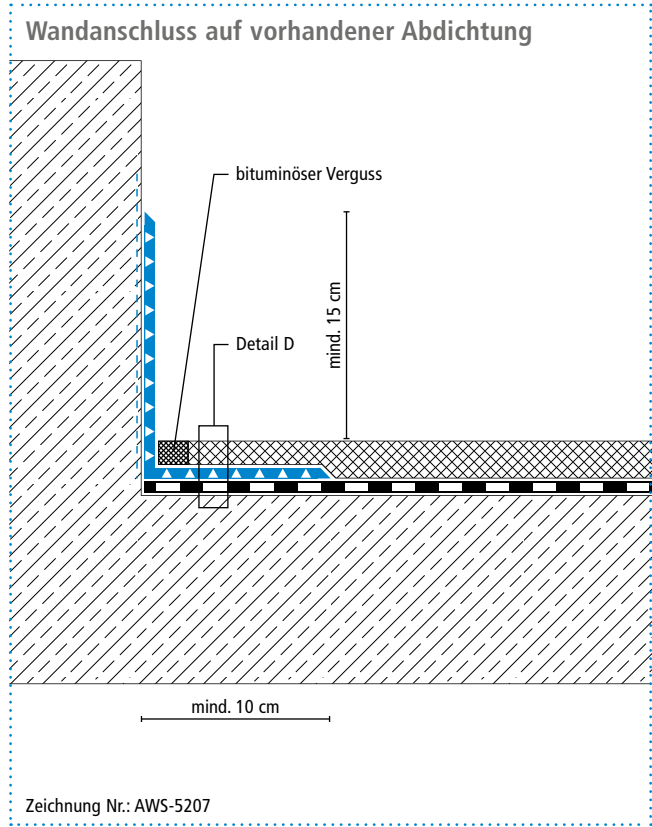 Wandanschluss auf vorhandener Abdichtung
bituminöser Verguss
mind. 15 cm
Detail D
mind. 10 cm
Zeichnung Nr.: AWS-5207